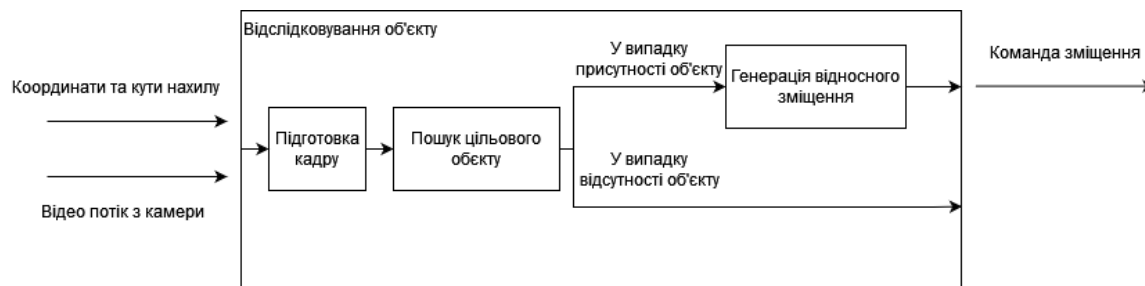 Відслідковування об'єкту
Координати та кути нахилу
Відео потік з камери
Підготовка
кадру
Пошук цільового
обєкту
У випадку
присутності об'єкту
Генерація відносного
зміщення
У випадку
відсутності об'єкту
Команда зміщення